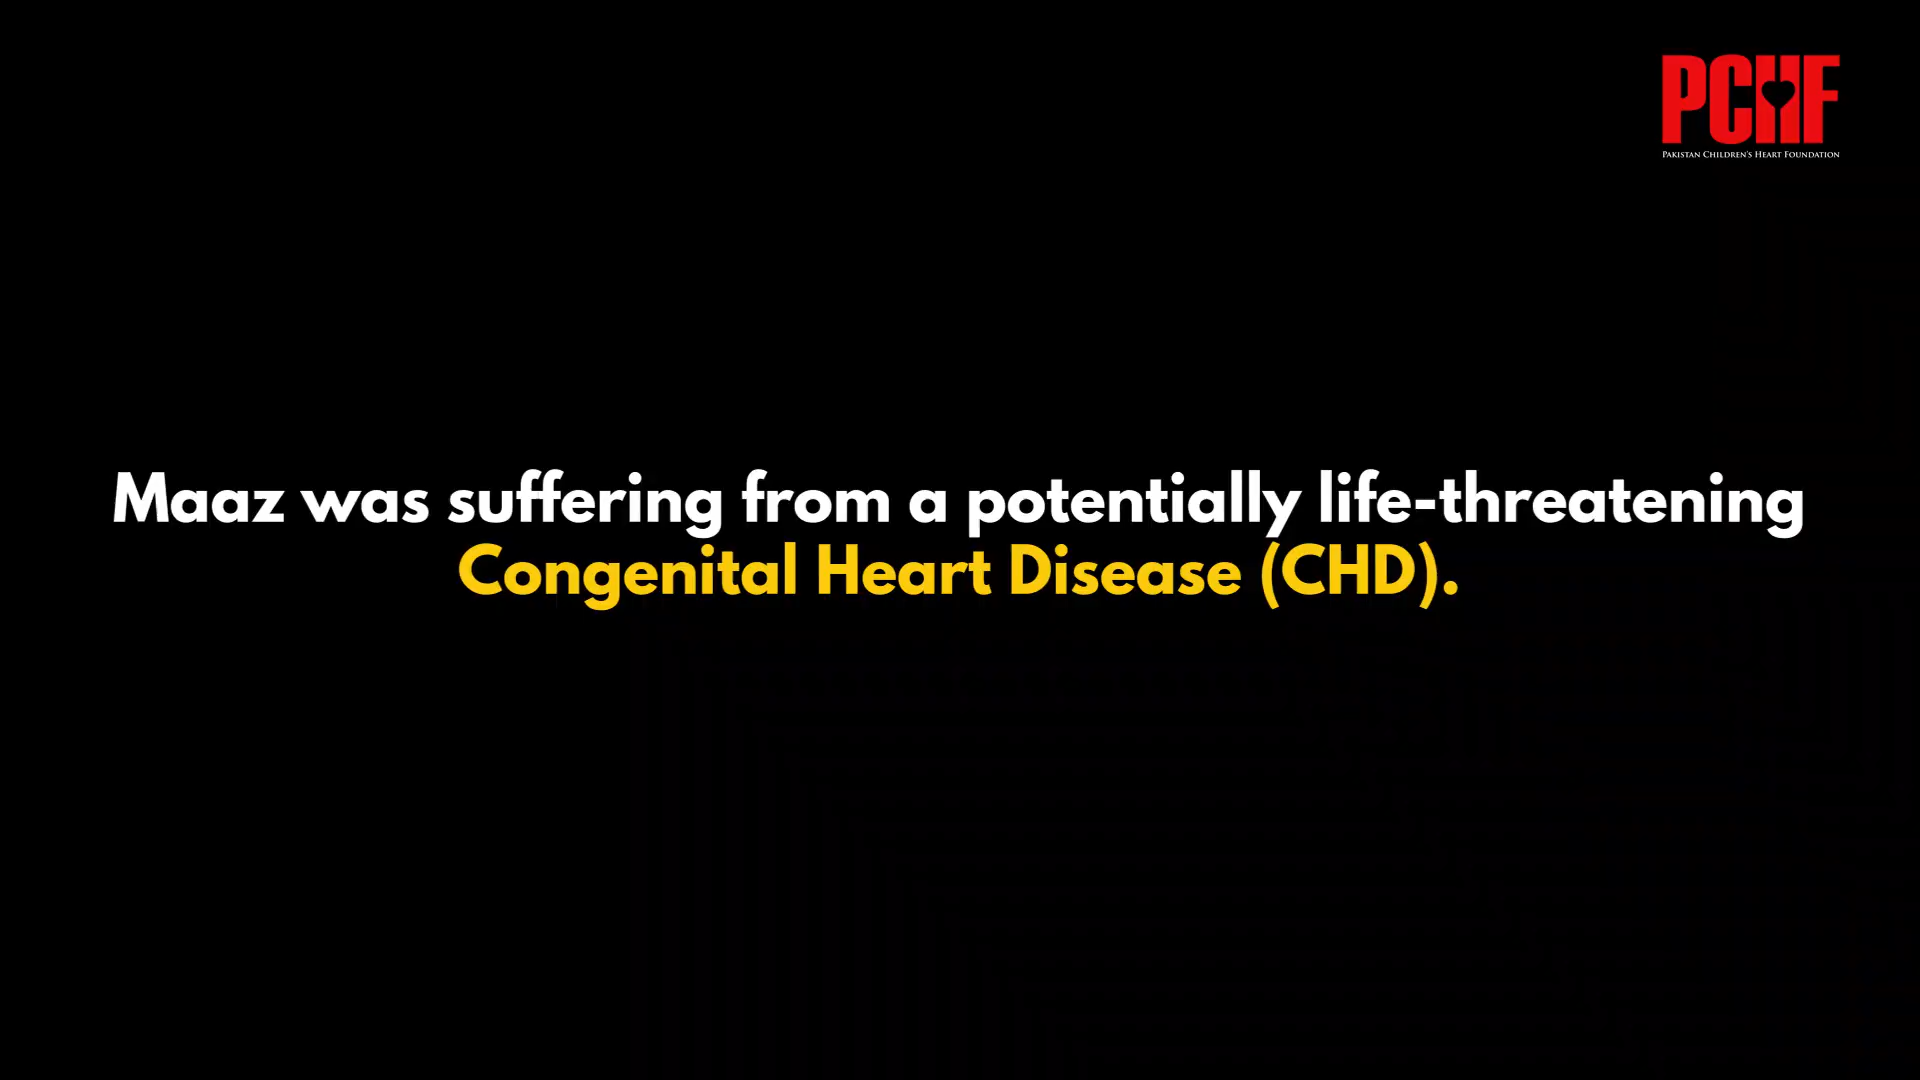 PCHF
PAKISTAN CHILDREN'S HEART FOUNDATION
Maaz was suffering from a potentially life-threatening
Congenital Heart Disease (CHD).